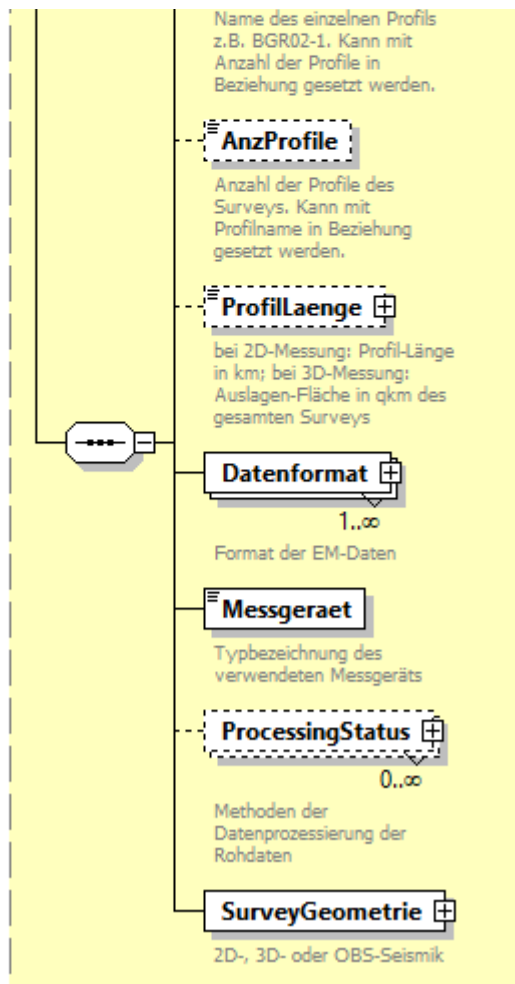 Name des einzelnen Profils
z.B. BGR02-1. Kann mit
Anzahl der Profile in
Beziehung gesetzt werden.
AnzProfile
Anzahl der Profile des
Surveys. Kann mit
Profilname in Beziehung
gesetzt werden.
ProfilLaenge
bei 2D-Messung: Profil-Länge
in km; bei 3D-Messung:
Auslagen-Fläche in qkm des
gesamten Surveys
Datenformat
1..∞
Format der EM-Daten
Messgeraet
Typbezeichnung des
verwendeten Messgeräts
ProcessingStatus
0..∞
Methoden der
Datenprozessierung der
Rohdaten
SurveyGeometrie
2D-, 3D- oder OBS-Seismik